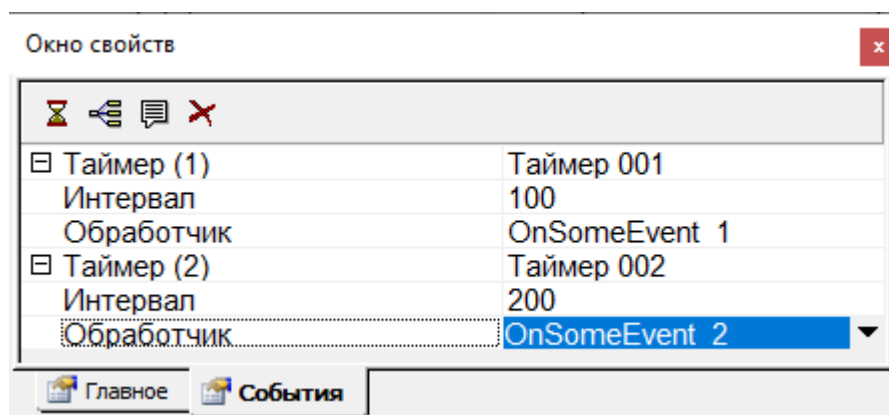 Окно свойств
x
Таймер (1) Таймер 001
Интервал 100
Обработчик OnSomeEvent_1
Таймер (2) Таймер 002
Интервал 200
Обработчик OnSomeEvent_2
Главное События